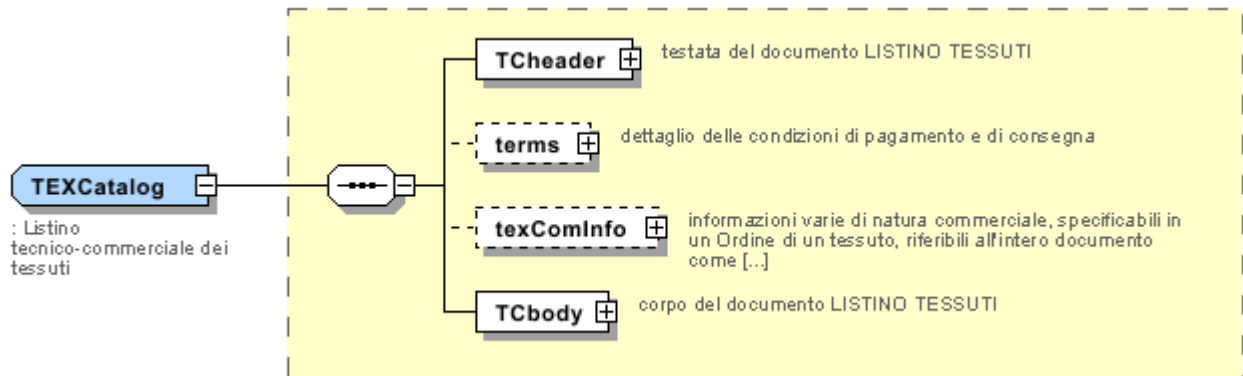 TCheader
testata del documento LISTINO TESSUTI
terms
dettaglio delle condizioni di pagamento e di consegna
TEXCatalog
: Listino
tecnico-commerciale dei
tessuti
texComInfo
informazioni varie di natura commerciale, specificabili in
un Ordine di un tessuto, riferibili all'intero documento
come [...]
TCbody
corpo del documento LISTINO TESSUTI